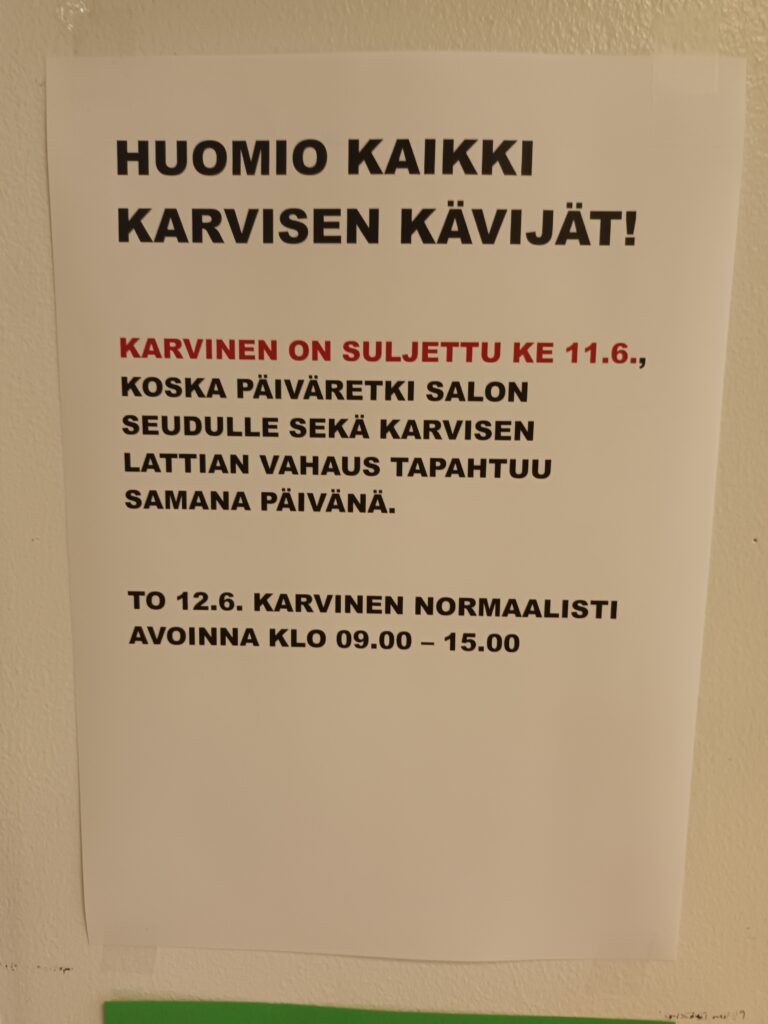 HUOMIO KAIKKI
KARVISEN KÄVIJÄT!
KARVINEN ON SULJETTU KE 11.6.,
KOSKA PÄIVÄRETKI SALON
SEUDULLE SEKÄ KARVISEN
LATTIAN VAHAUS TAPAHTUU
SAMANA PÄIVÄNÄ.
TO 12.6. KARVINEN NORMAALISTI
AVOINNA KLO 09.00 – 15.00